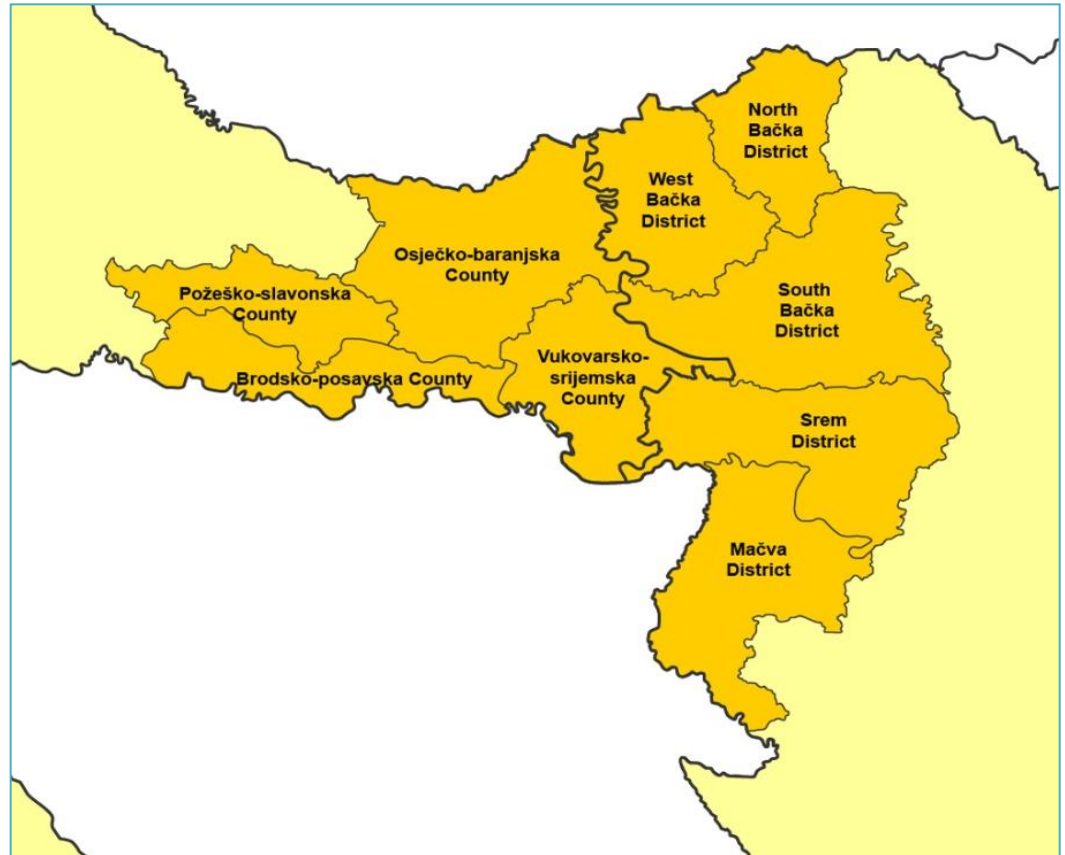 North
Bačka
District
West
Bačka
District
Osječko-baranjska
County
Požeško-slavonska
County
South
Bačka
District
Vukovarsko-
srijemska
County
Brodsko-posavska County
Srem
District
Mačva
District